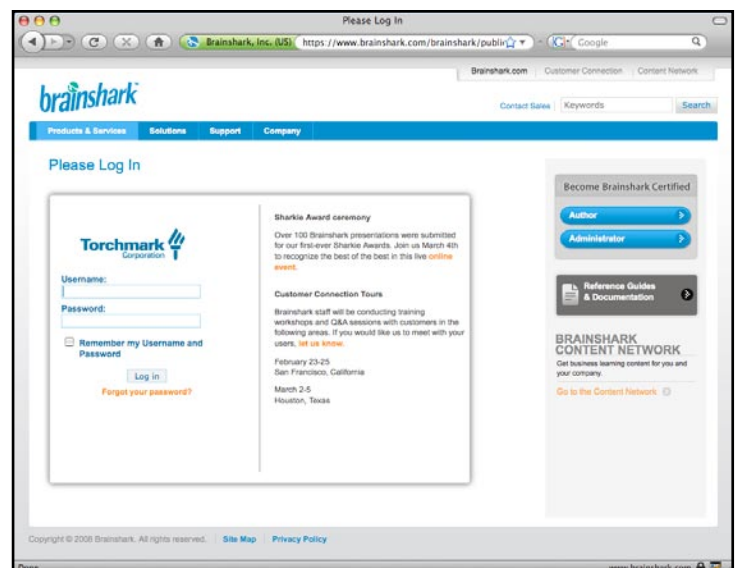 Please Log In
Brainshark, Inc. (US) https://www.brainshark.com/brainshark/public
Google
Brainshark.com Customer Connection Content Network
brainshark
Contact Sales Keywords Search
Products & Services Solutions Support Company
Please Log In
Torchmark
Corporation
Username:
Password:
Remember my Username and
Password
Log in
Forgot your password?
Sharkie Award ceremony
Over 100 Brainshark presentations were submitted
for our first-ever Sharkie Awards. Join us March 4th
to recognize the best of the best in this live online
event.
Customer Connection Tours
Brainshark staff will be conducting training
workshops and Q&A sessions with customers in the
following areas. If you would like us to meet with your
users, let us know.
February 23-25
San Francisco, California
March 2-5
Houston, Texas
Become Brainshark Certified
Author
Administrator
Reference Guides
& Documentation
BRAINSHARK
CONTENT NETWORK
Get business learning content for you and
your company.
Go to the Content Network
Copyright © 2008 Brainshark. All rights reserved. Site Map Privacy Policy
Done www.brainshark.com